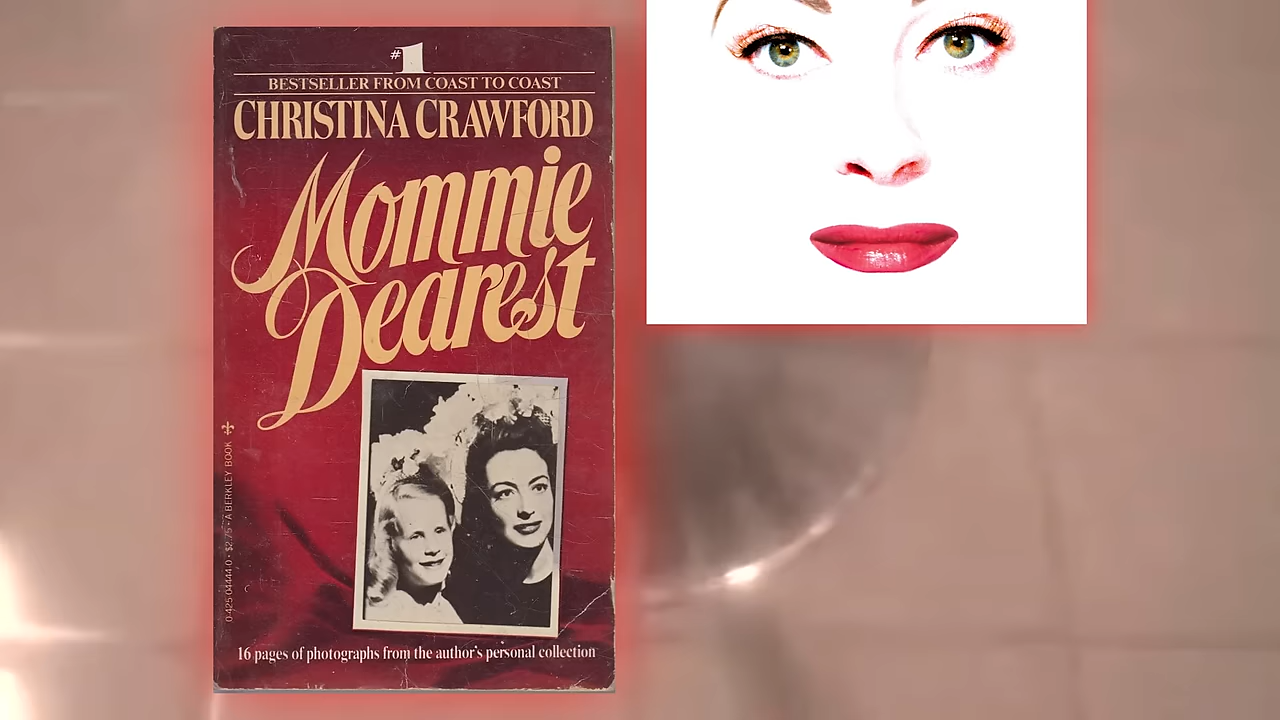 #1
BESTSELLER FROM COAST TO COAST
CHRISTINA CRAWFORD
Mommie
Dearest
0-425-04444-0 • $2.75 • A BERKLEY BOOK
16 pages of photographs from the author's personal collection